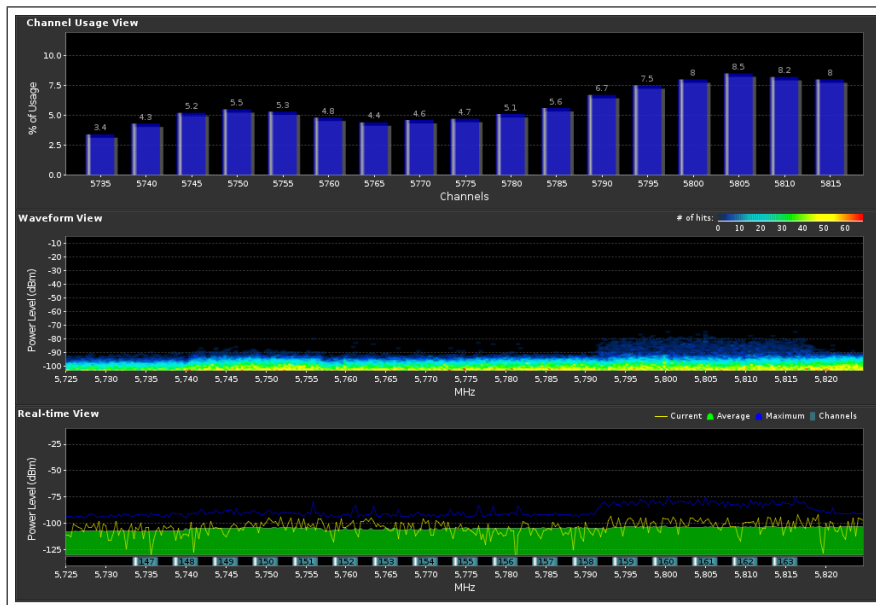 Channel Usage View
% of Usage
10.0
7.5
5.0
2.5
0.0
3.4 4.3 5.2 5.5 5.3 4.8 4.4 4.6 4.7 5.1 5.6 6.7 7.5 8 8.5 8.2 8
5735 5740 5745 5750 5755 5760 5765 5770 5775 5780 5785 5790 5795 5800 5805 5810 5815
Channels
Waveform View
# of hits:
0 10 20 30 40 50 60
Power Level (dBm)
-10
-20
-30
-40
-50
-60
-70
-80
-90
-100
5,725 5,730 5,735 5,740 5,745 5,750 5,755 5,760 5,765 5,770 5,775 5,780 5,785 5,790 5,795 5,800 5,805 5,810 5,815 5,820
MHz
Real-time View
Current Average Maximum Channels
Power Level (dBm)
-25
-50
-75
-100
-125
147 148 149 150 151 152 153 154 155 156 157 158 159 160 161 162 163
5,725 5,730 5,735 5,740 5,745 5,750 5,755 5,760 5,765 5,770 5,775 5,780 5,785 5,790 5,795 5,800 5,805 5,810 5,815 5,820
MHz